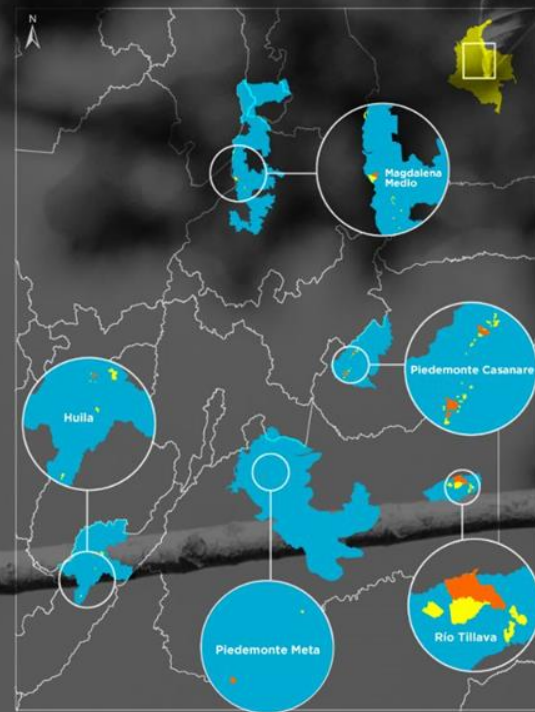 N
Magdalena
Medio
Piedemonte Casanare
Huila
Piedemonte Meta
Río Tillava